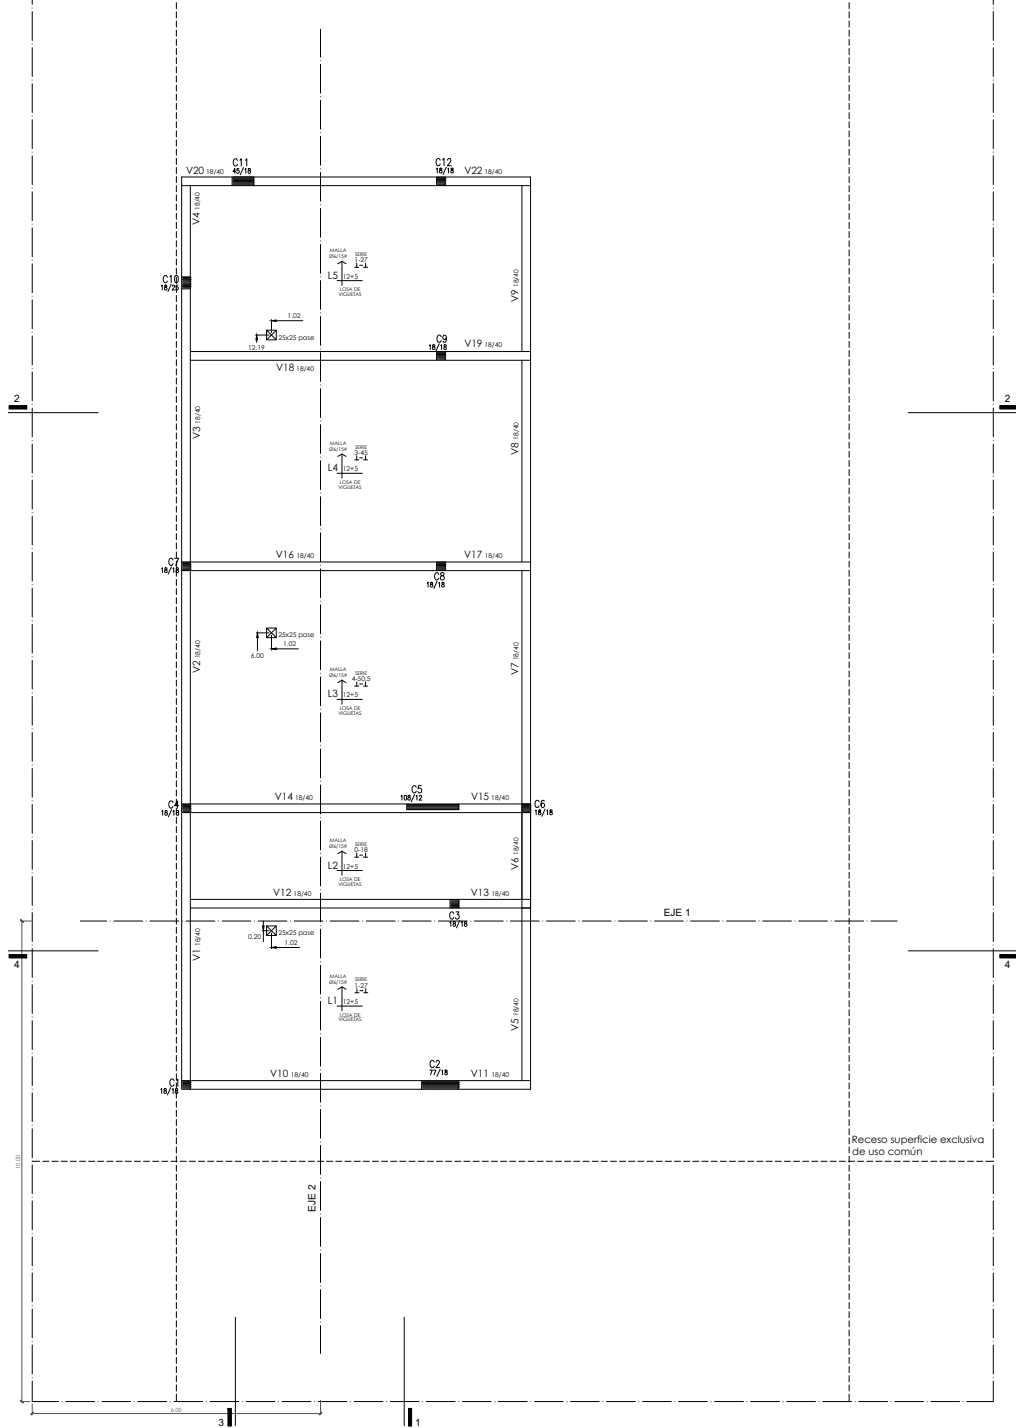 C11
45/18
C12
18/18
V20 18/40
V22 18/40
V4 18/40
MALLA
Ø6/15#
SERIE
1-27
L5 12+5
LOSA DE
VIGUETAS
C10
18/25
V9 18/40
1.02
25x25 pase
12.19
C9
18/18
V19 18/40
V18 18/40
2
2
V3 18/40
MALLA
Ø6/15#
SERIE
3-45
L4 12+5
LOSA DE
VIGUETAS
V8 18/40
V16 18/40
V17 18/40
C7
18/18
C8
18/18
25x25 pase
1.02
6.00
V2 18/40
MALLA
Ø6/15#
SERIE
4-50.5
L3 12+5
LOSA DE
VIGUETAS
V7 18/40
C5
108/12
V14 18/40
V15 18/40
C4
18/18
C6
18/18
MALLA
Ø6/15#
SERIE
0-18
L2 12+5
LOSA DE
VIGUETAS
V6 18/40
V12 18/40
V13 18/40
C3
18/18
EJE 1
25x25 pase
0.20
1.02
V1 18/40
4
4
MALLA
Ø6/15#
SERIE
1-27
L1 12+5
LOSA DE
VIGUETAS
V5 18/40
C2
77/18
V10 18/40
V11 18/40
C1
18/18
Receso superficie exclusiva
de uso común
10.00
EJE 2
6.00
3
1